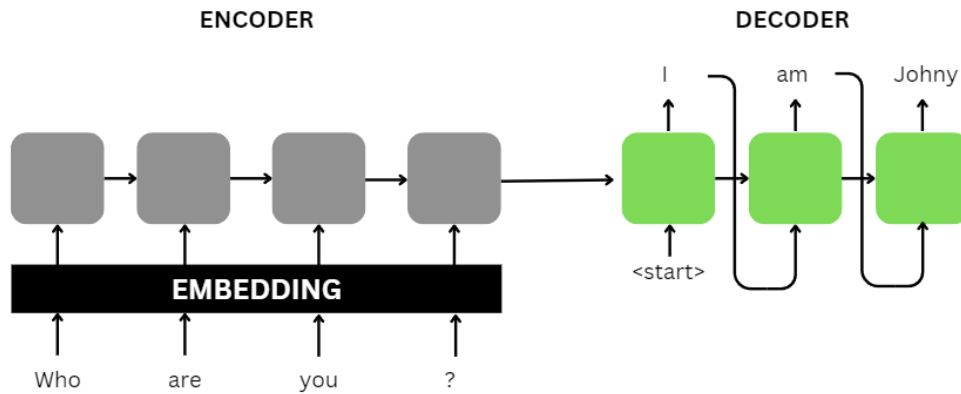 ENCODER
DECODER
I am Johny
EMBEDDING
<start>
Who are you ?